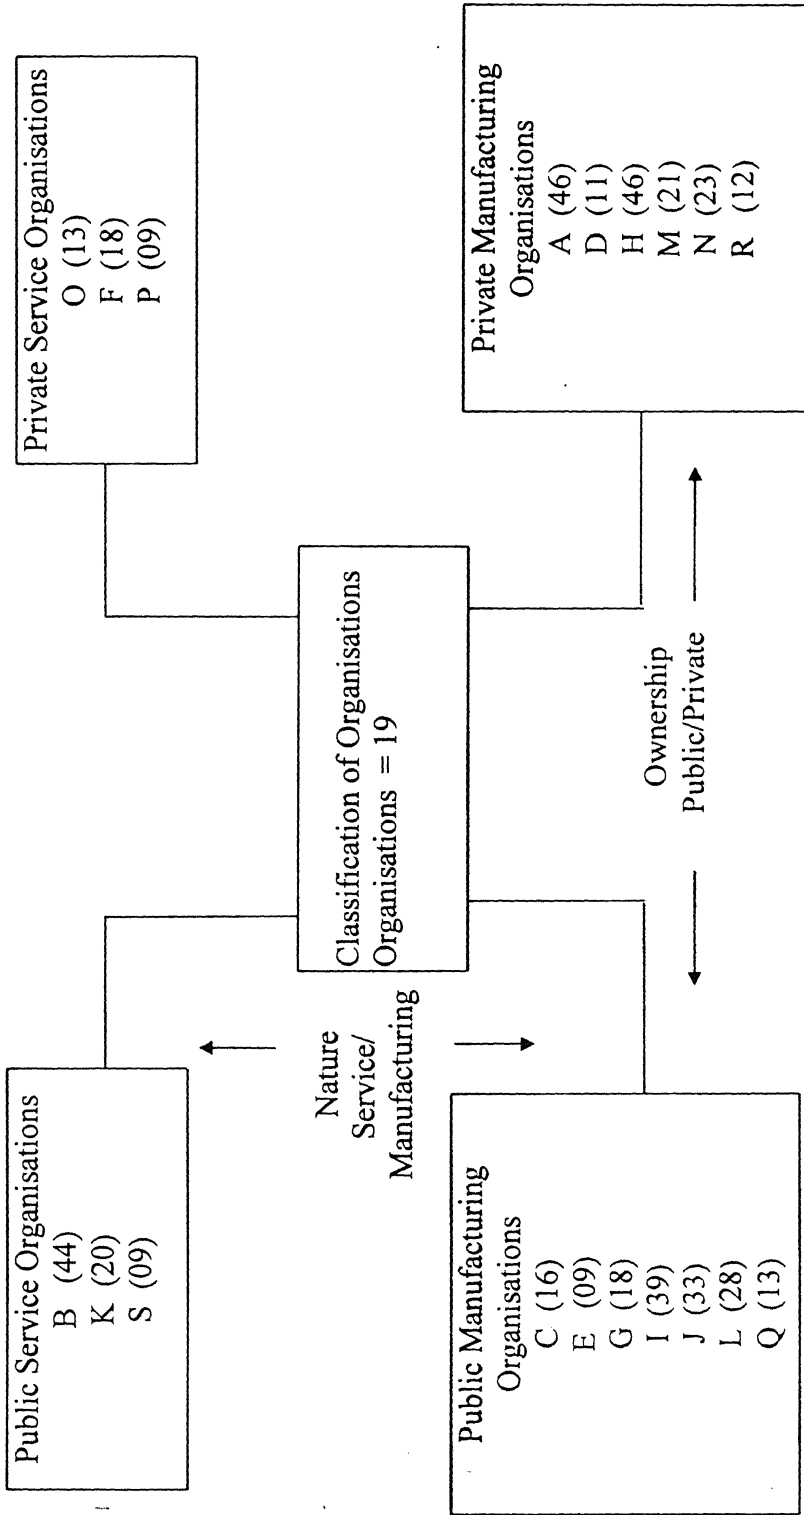 Public Service Organisations
B (44)
K (20)
S (09)
Private Service Organisations
O (13)
F (18)
P (09)
Nature
Service/
Manufacturing
Classification of Organisations
Organisations = 19
Public Manufacturing
Organisations
C (16)
E (09)
G (18)
I (39)
J (33)
L (28)
Q (13)
Ownership
Public/Private
Private Manufacturing
Organisations
A (46)
D (11)
H (46)
M (21)
N (23)
R (12)